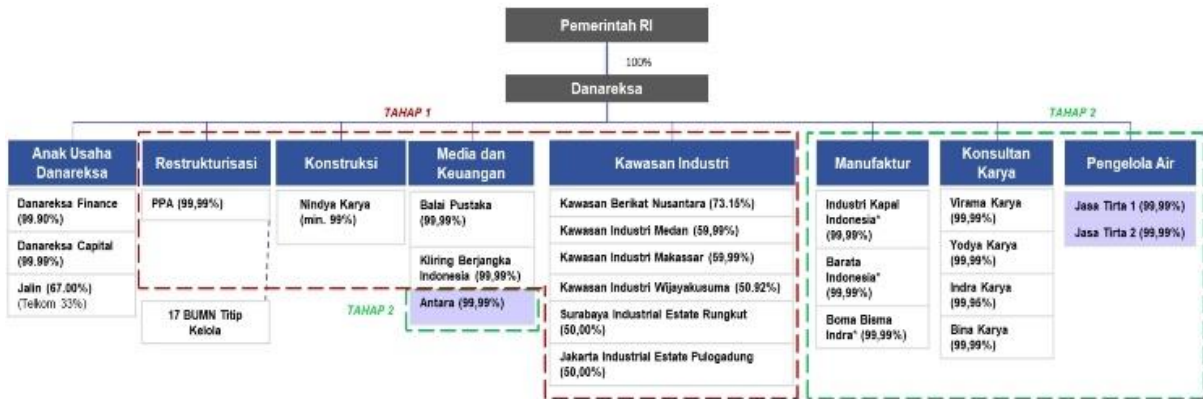 Pemerintah RI
100%
Danareksa
TAHAP 1
TAHAP 2
Anak Usaha
Danareksa
Danareksa Finance
(99.90%)
Danareksa Capital
(99.99%)
Jalin (67.00%)
(Telkom 33%)
Restrukturisasi
PPA (99,99%)
17 BUMN Titip
Kelola
Konstruksi
Nindya Karya
(min. 99%)
Media dan
Keuangan
Balai Pustaka
(99,99%)
Kliring Berjangka
Indonesia (99,99%)
TAHAP 2
Antara (99,99%)
Kawasan Industri
Kawasan Berikat Nusantara (73.15%)
Kawasan Industri Medan (59,99%)
Kawasan Industri Makassar (59,99%)
Kawasan Industri Wijayakusuma (50.92%)
Surabaya Industrial Estate Rungkut
(50,00%)
Jakarta Industrial Estate Pulogadung
(50,00%)
Manufaktur
Industri Kapal
Indonesia*
(99,99%)
Barata
Indonesia*
(99,99%)
Boma Bisma
Indra* (99,99%)
Konsultan
Karya
Virama Karya
(99,99%)
Yodya Karya
(99,99%)
Indra Karya
(99,96%)
Bina Karya
(99,99%)
Pengelola Air
Jasa Tirta 1 (99,99%)
Jasa Tirta 2 (99,99%)